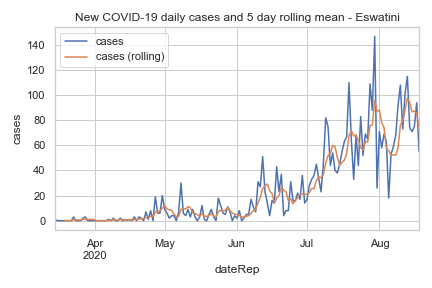 New COVID-19 daily cases and 5 day rolling mean - Eswatini
cases
cases (rolling)
140
120
100
80
60
40
20
0
cases
Apr
2020
May
Jun
Jul
Aug
dateRep